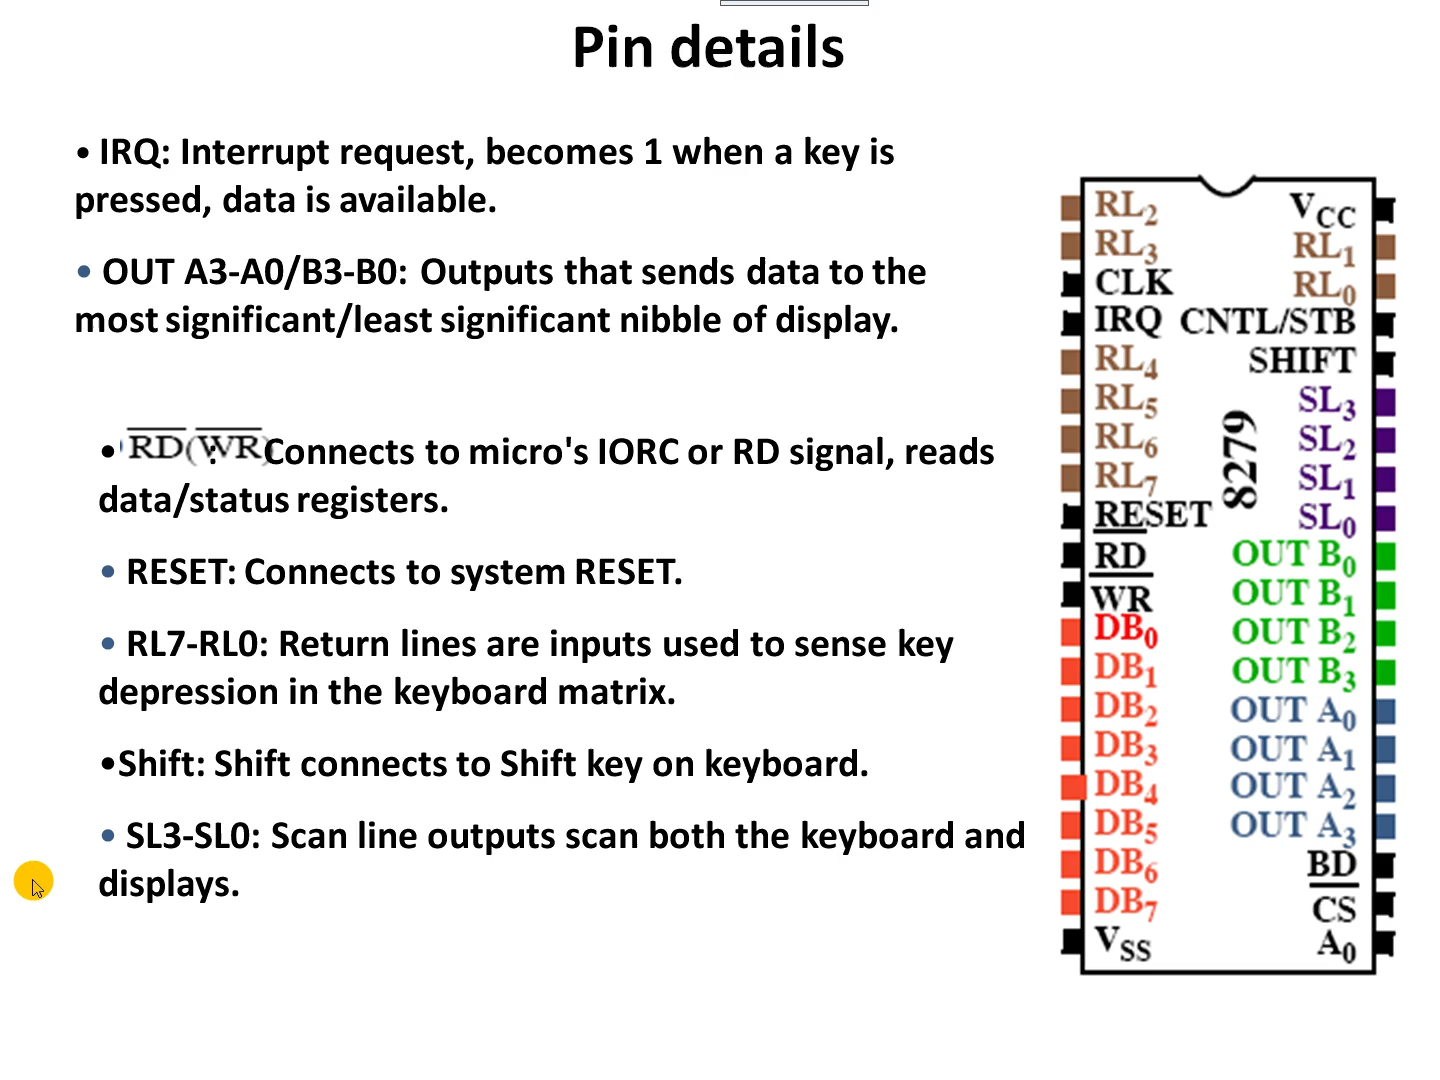 Pin details
• IRQ: Interrupt request, becomes 1 when a key is
pressed, data is available.
• OUT A3-A0/B3-B0: Outputs that sends data to the
most significant/least significant nibble of display.
• RD(WR) : Connects to micro's IORC or RD signal, reads
data/status registers.
• RESET: Connects to system RESET.
• RL7-RL0: Return lines are inputs used to sense key
depression in the keyboard matrix.
•Shift: Shift connects to Shift key on keyboard.
• SL3-SL0: Scan line outputs scan both the keyboard and
displays.
RL2 VCC
RL3 RL1
CLK RL0
IRQ CNTL/STB
RL4 SHIFT
RL5 SL3
RL6 SL2
RL7 SL1
RESET SL0
RD OUT B0
WR OUT B1
DB0 OUT B2
DB1 OUT B3
DB2 OUT A0
DB3 OUT A1
DB4 OUT A2
DB5 OUT A3
DB6 BD
DB7 CS
VSS A0
8279